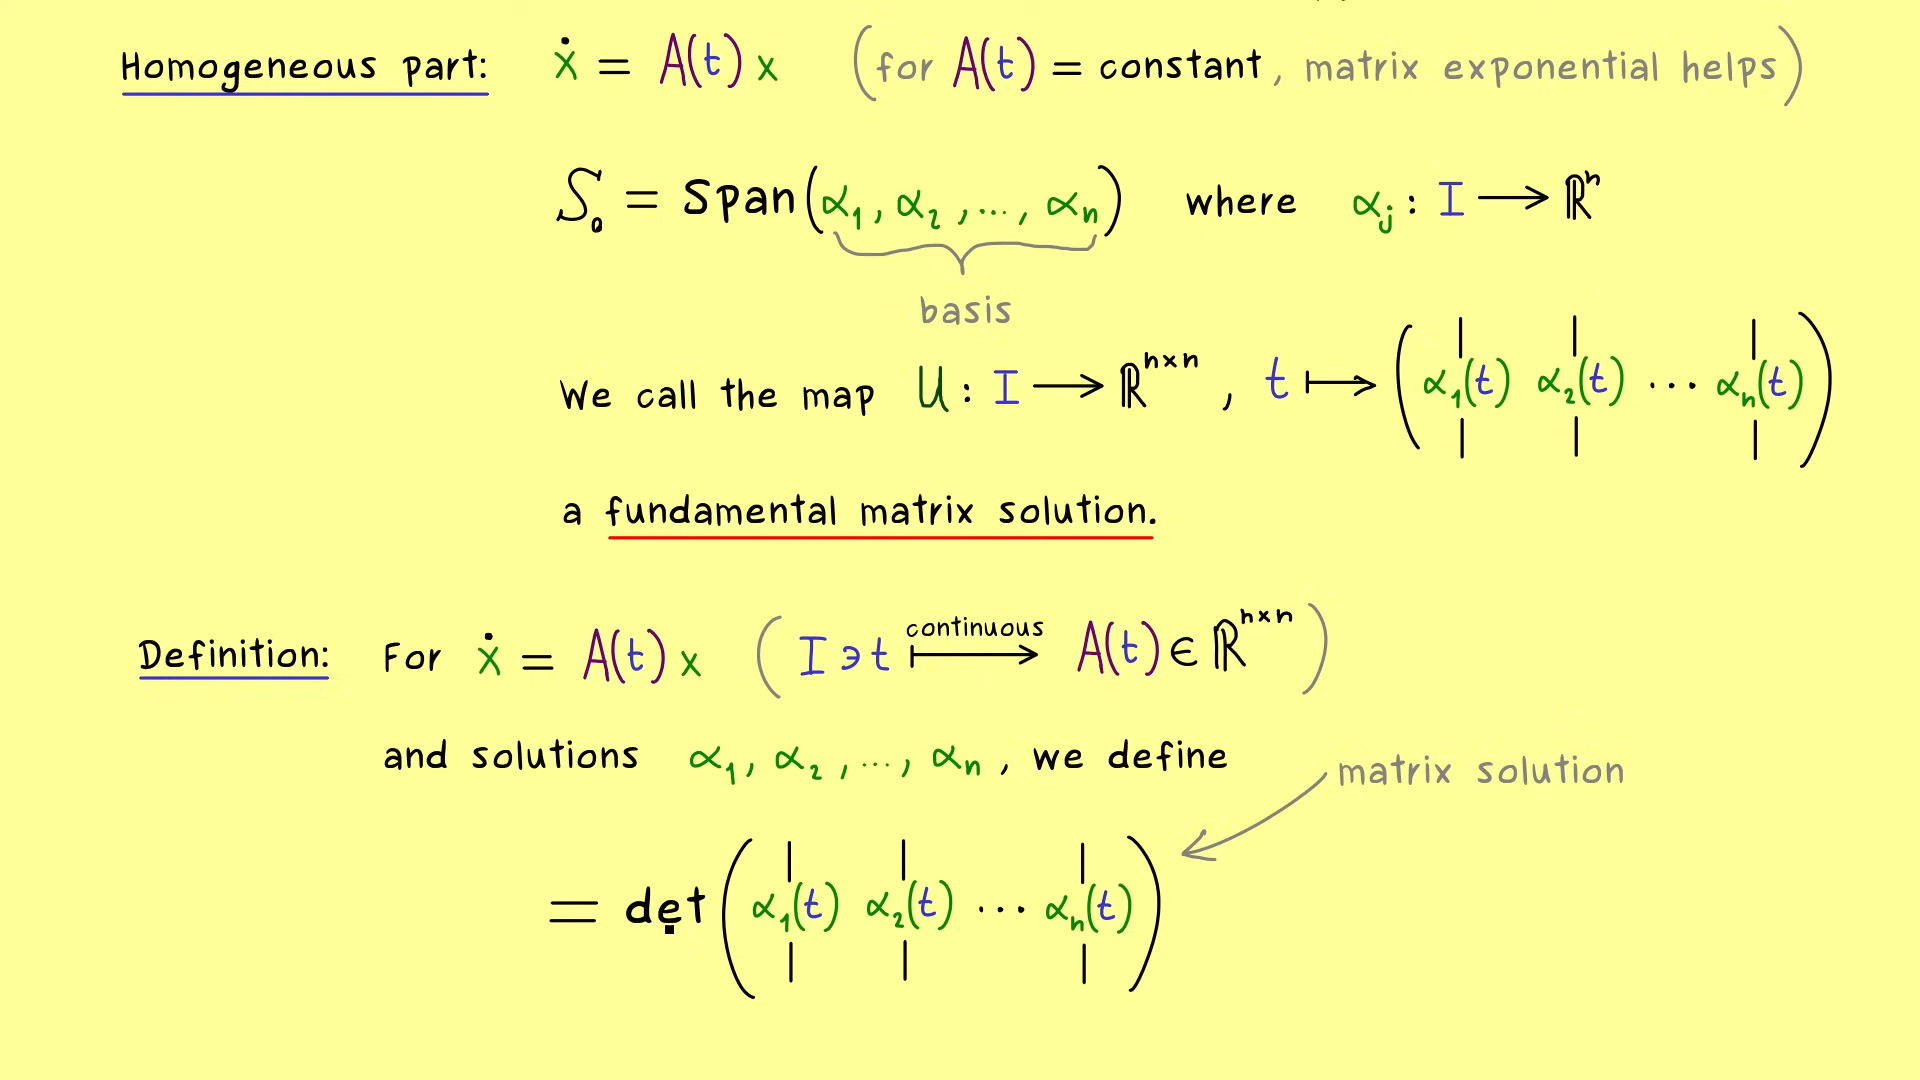 Homogeneous part: ẋ = A(t) x (for A(t) = constant, matrix exponential helps)
S₀ = Span(α₁, α₂, ..., αₙ) where αⱼ : I ⟶ ℝⁿ
basis
We call the map U : I ⟶ ℝⁿˣⁿ , t ⟼ (α₁(t) α₂(t) ⋯ αₙ(t))
a fundamental matrix solution.
Definition: For ẋ = A(t) x (I ∋ t ⟼ A(t) ∈ ℝⁿˣⁿ)
continuous
and solutions α₁, α₂, ..., αₙ, we define
matrix solution
= det(α₁(t) α₂(t) ⋯ αₙ(t))